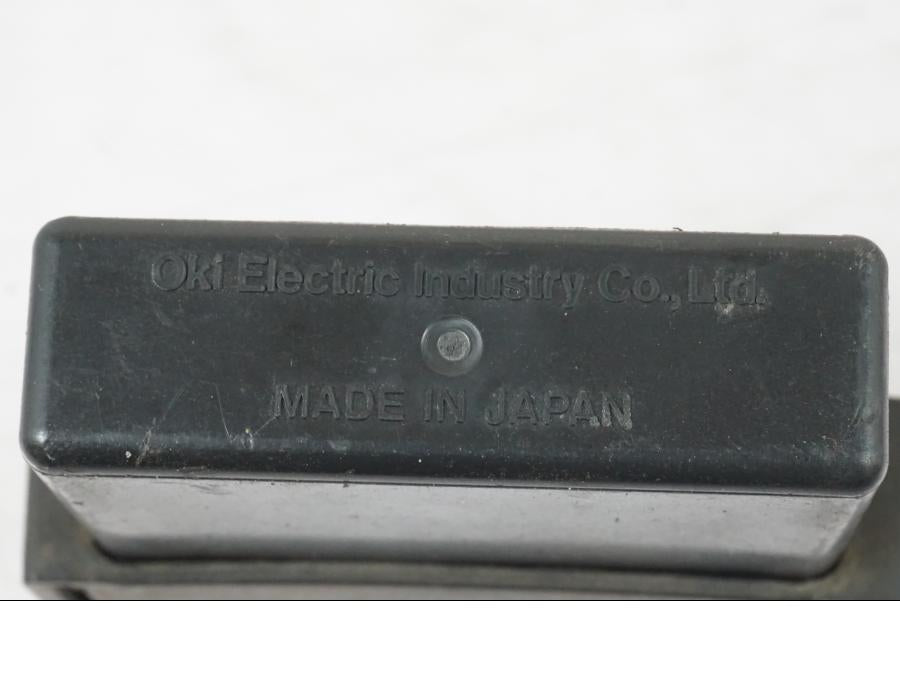 Oki Electric Industry Co., Ltd.
MADE IN JAPAN